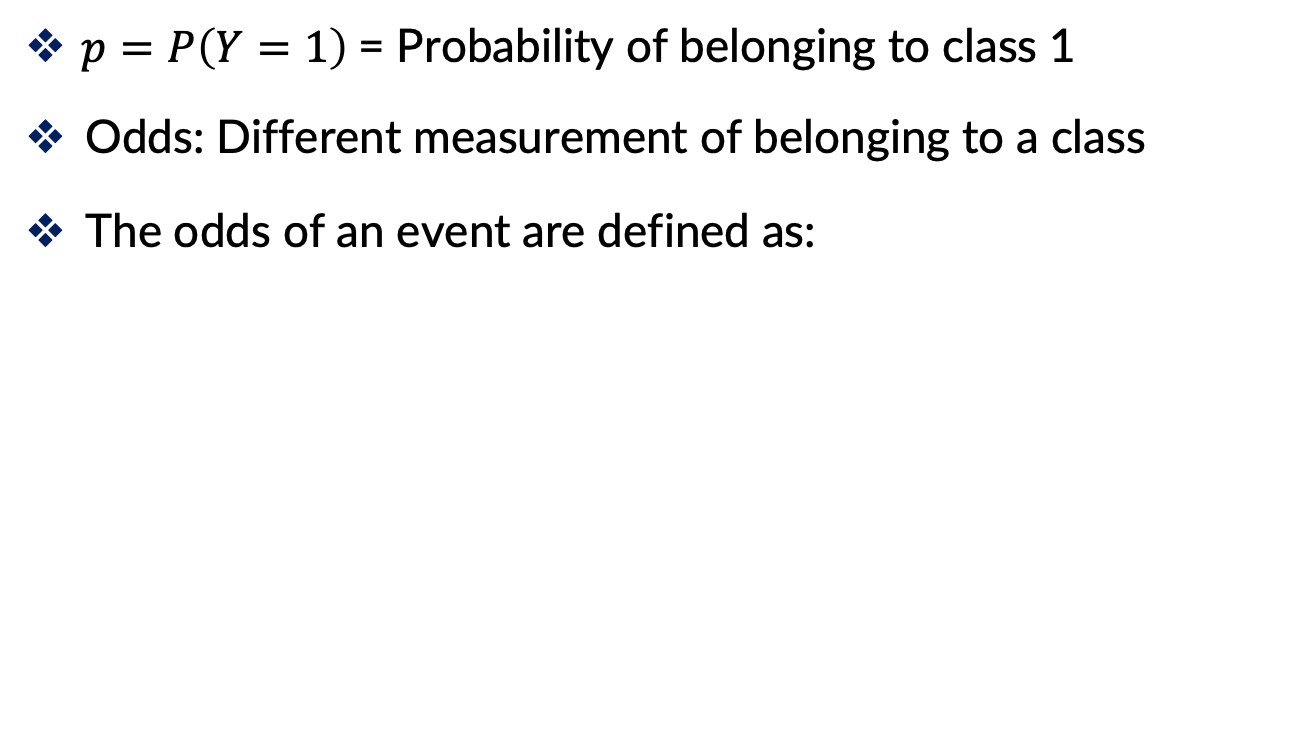 ❖ 𝑝 = 𝑃(𝑌 = 1) = Probability of belonging to class 1
❖ Odds: Different measurement of belonging to a class
❖ The odds of an event are defined as: